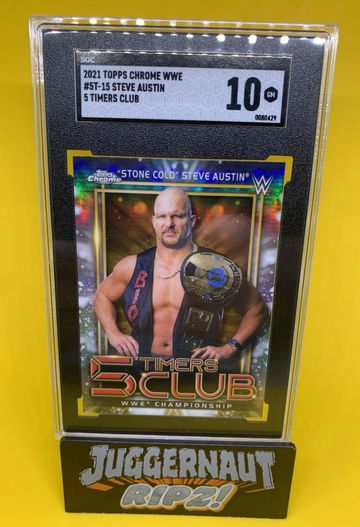 SGC
2021 TOPPS CHROME WWE
#5T-15 STEVE AUSTIN
5 TIMERS CLUB
10 GM
0080429
Topps Chrome "STONE COLD" STEVE AUSTIN® W
5 TIMERS
CLUB
WWE® CHAMPIONSHIP
JUGGERNAUT
RIPZ!